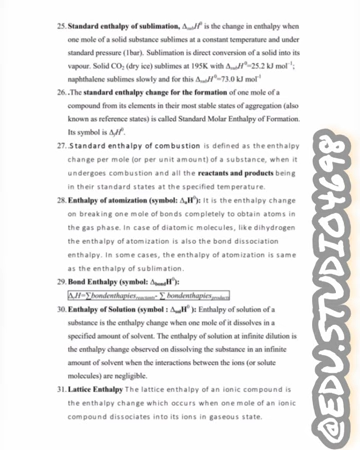 25. Standard enthalpy of sublimation, ΔsubH⁰ is the change in enthalpy when
one mole of a solid substance sublimes at a constant temperature and under
standard pressure (1bar). Sublimation is direct conversion of a solid into its
vapour. Solid CO₂ (dry ice) sublimes at 195K with ΔsubH⁰=25.2 kJ mol⁻¹;
naphthalene sublimes slowly and for this ΔsubH⁰=73.0 kJ mol⁻¹
26..The standard enthalpy change for the formation of one mole of a
compound from its elements in their most stable states of aggregation (also
known as reference states) is called Standard Molar Enthalpy of Formation.
Its symbol is ΔfH⁰.
27..Standard enthalpy of combustion is defined as the enthalpy
change per mole (or per unit amount) of a substance, when it
undergoes combustion and all the reactants and products being
in their standard states at the specified temperature.
28. Enthalpy of atomization (symbol: ΔaH⁰): It is the enthalpy change
on breaking one mole of bonds completely to obtain atoms in
the gas phase. In case of diatomic molecules, like dihydrogen
the enthalpy of atomization is also the bond dissociation
enthalpy. In some cases, the enthalpy of atomization is same
as the enthalpy of sublimation.
29. Bond Enthalpy (symbol: ΔbondH⁰):
ΔrH=∑bondenthapiesreactants- ∑ bondenthapiesproducts
30. Enthalpy of Solution (symbol : ΔsolH⁰ ): Enthalpy of solution of a
substance is the enthalpy change when one mole of it dissolves in a
specified amount of solvent. The enthalpy of solution at infinite dilution is
the enthalpy change observed on dissolving the substance in an infinite
amount of solvent when the interactions between the ions (or solute
molecules) are negligible.
31. Lattice Enthalpy The lattice enthalpy of an ionic compound is
the enthalpy change which occurs when one mole of an ionic
compound dissociates into its ions in gaseous state.
@EDU.STUDIO4698